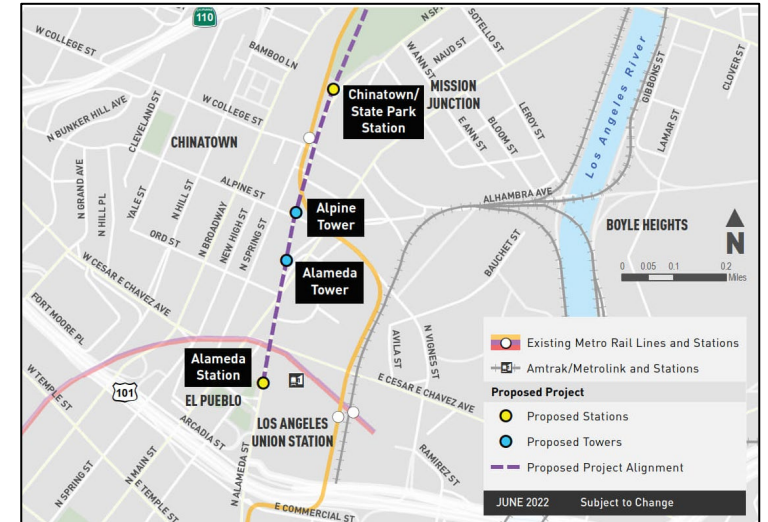 110
W COLLEGE ST
BAMBOO LN
SOTELLO ST
W ANN ST
NAUD ST
MISSION
JUNCTION
Los Angeles River
GIBBONS ST
CLOVER ST
LAMAR ST
N BUNKER HILL AVE
CLEVELAND ST
W COLLEGE ST
Chinatown/
State Park
Station
LEROY ST
BLOOM ST
E ANN ST
CHINATOWN
N GRAND AVE
N HILL PL
YALE ST
N HILL ST
ALPINE ST
ORD ST
N BROADWAY
NEW HIGH ST
N SPRING ST
Alpine
Tower
ALHAMBRA AVE
BOYLE HEIGHTS
N
0 0.05 0.1 0.2
Miles
BAUCHET ST
Alameda
Tower
W CESAR E CHAVEZ AVE
FORT MOORE PL
Alameda
Station
AVILA ST
N VIGNES ST
E CESAR E CHAVEZ AVE
W TEMPLE ST
101
EL PUEBLO
LOS ANGELES
UNION STATION
ARCADIA ST
N SPRING ST
N MAIN ST
E TEMPLE ST
N ALAMEDA ST
RAMIREZ ST
E COMMERCIAL ST
Existing Metro Rail Lines and Stations
Amtrak/Metrolink and Stations
Proposed Project
Proposed Stations
Proposed Towers
Proposed Project Alignment
JUNE 2022 Subject to Change